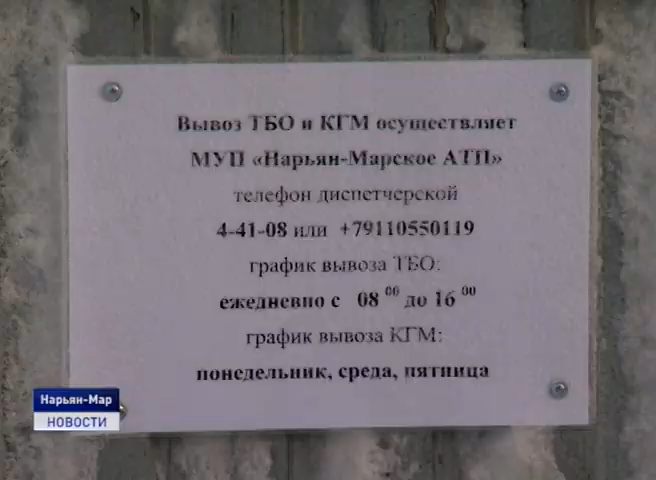 Вывоз ТБО и КГМ осуществляет
МУП «Нарьян-Марское АТП»
телефон диспетчерской
4-41-08 или +79110550119
график вывоза ТБО:
ежедневно с 08 00 до 16 00
график вывоза КГМ:
понедельник, среда, пятница
Нарьян-Мар
НОВОСТИ